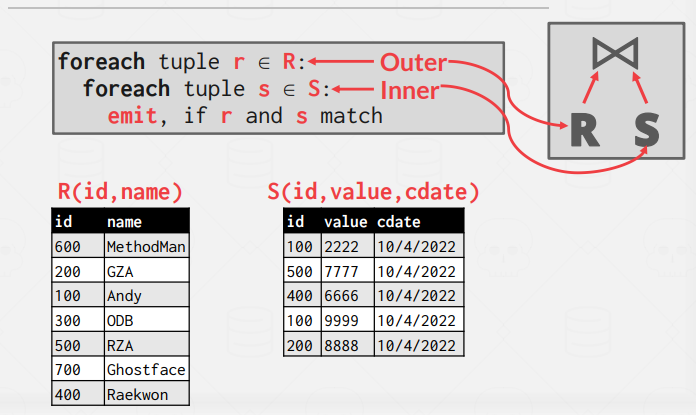 foreach tuple r ∈ R: Outer
foreach tuple s ∈ S: Inner
emit, if r and s match
⋈
R S
R(id,name)
id name
600 MethodMan
200 GZA
100 Andy
300 ODB
500 RZA
700 Ghostface
400 Raekwon
S(id,value,cdate)
id value cdate
100 2222 10/4/2022
500 7777 10/4/2022
400 6666 10/4/2022
100 9999 10/4/2022
200 8888 10/4/2022